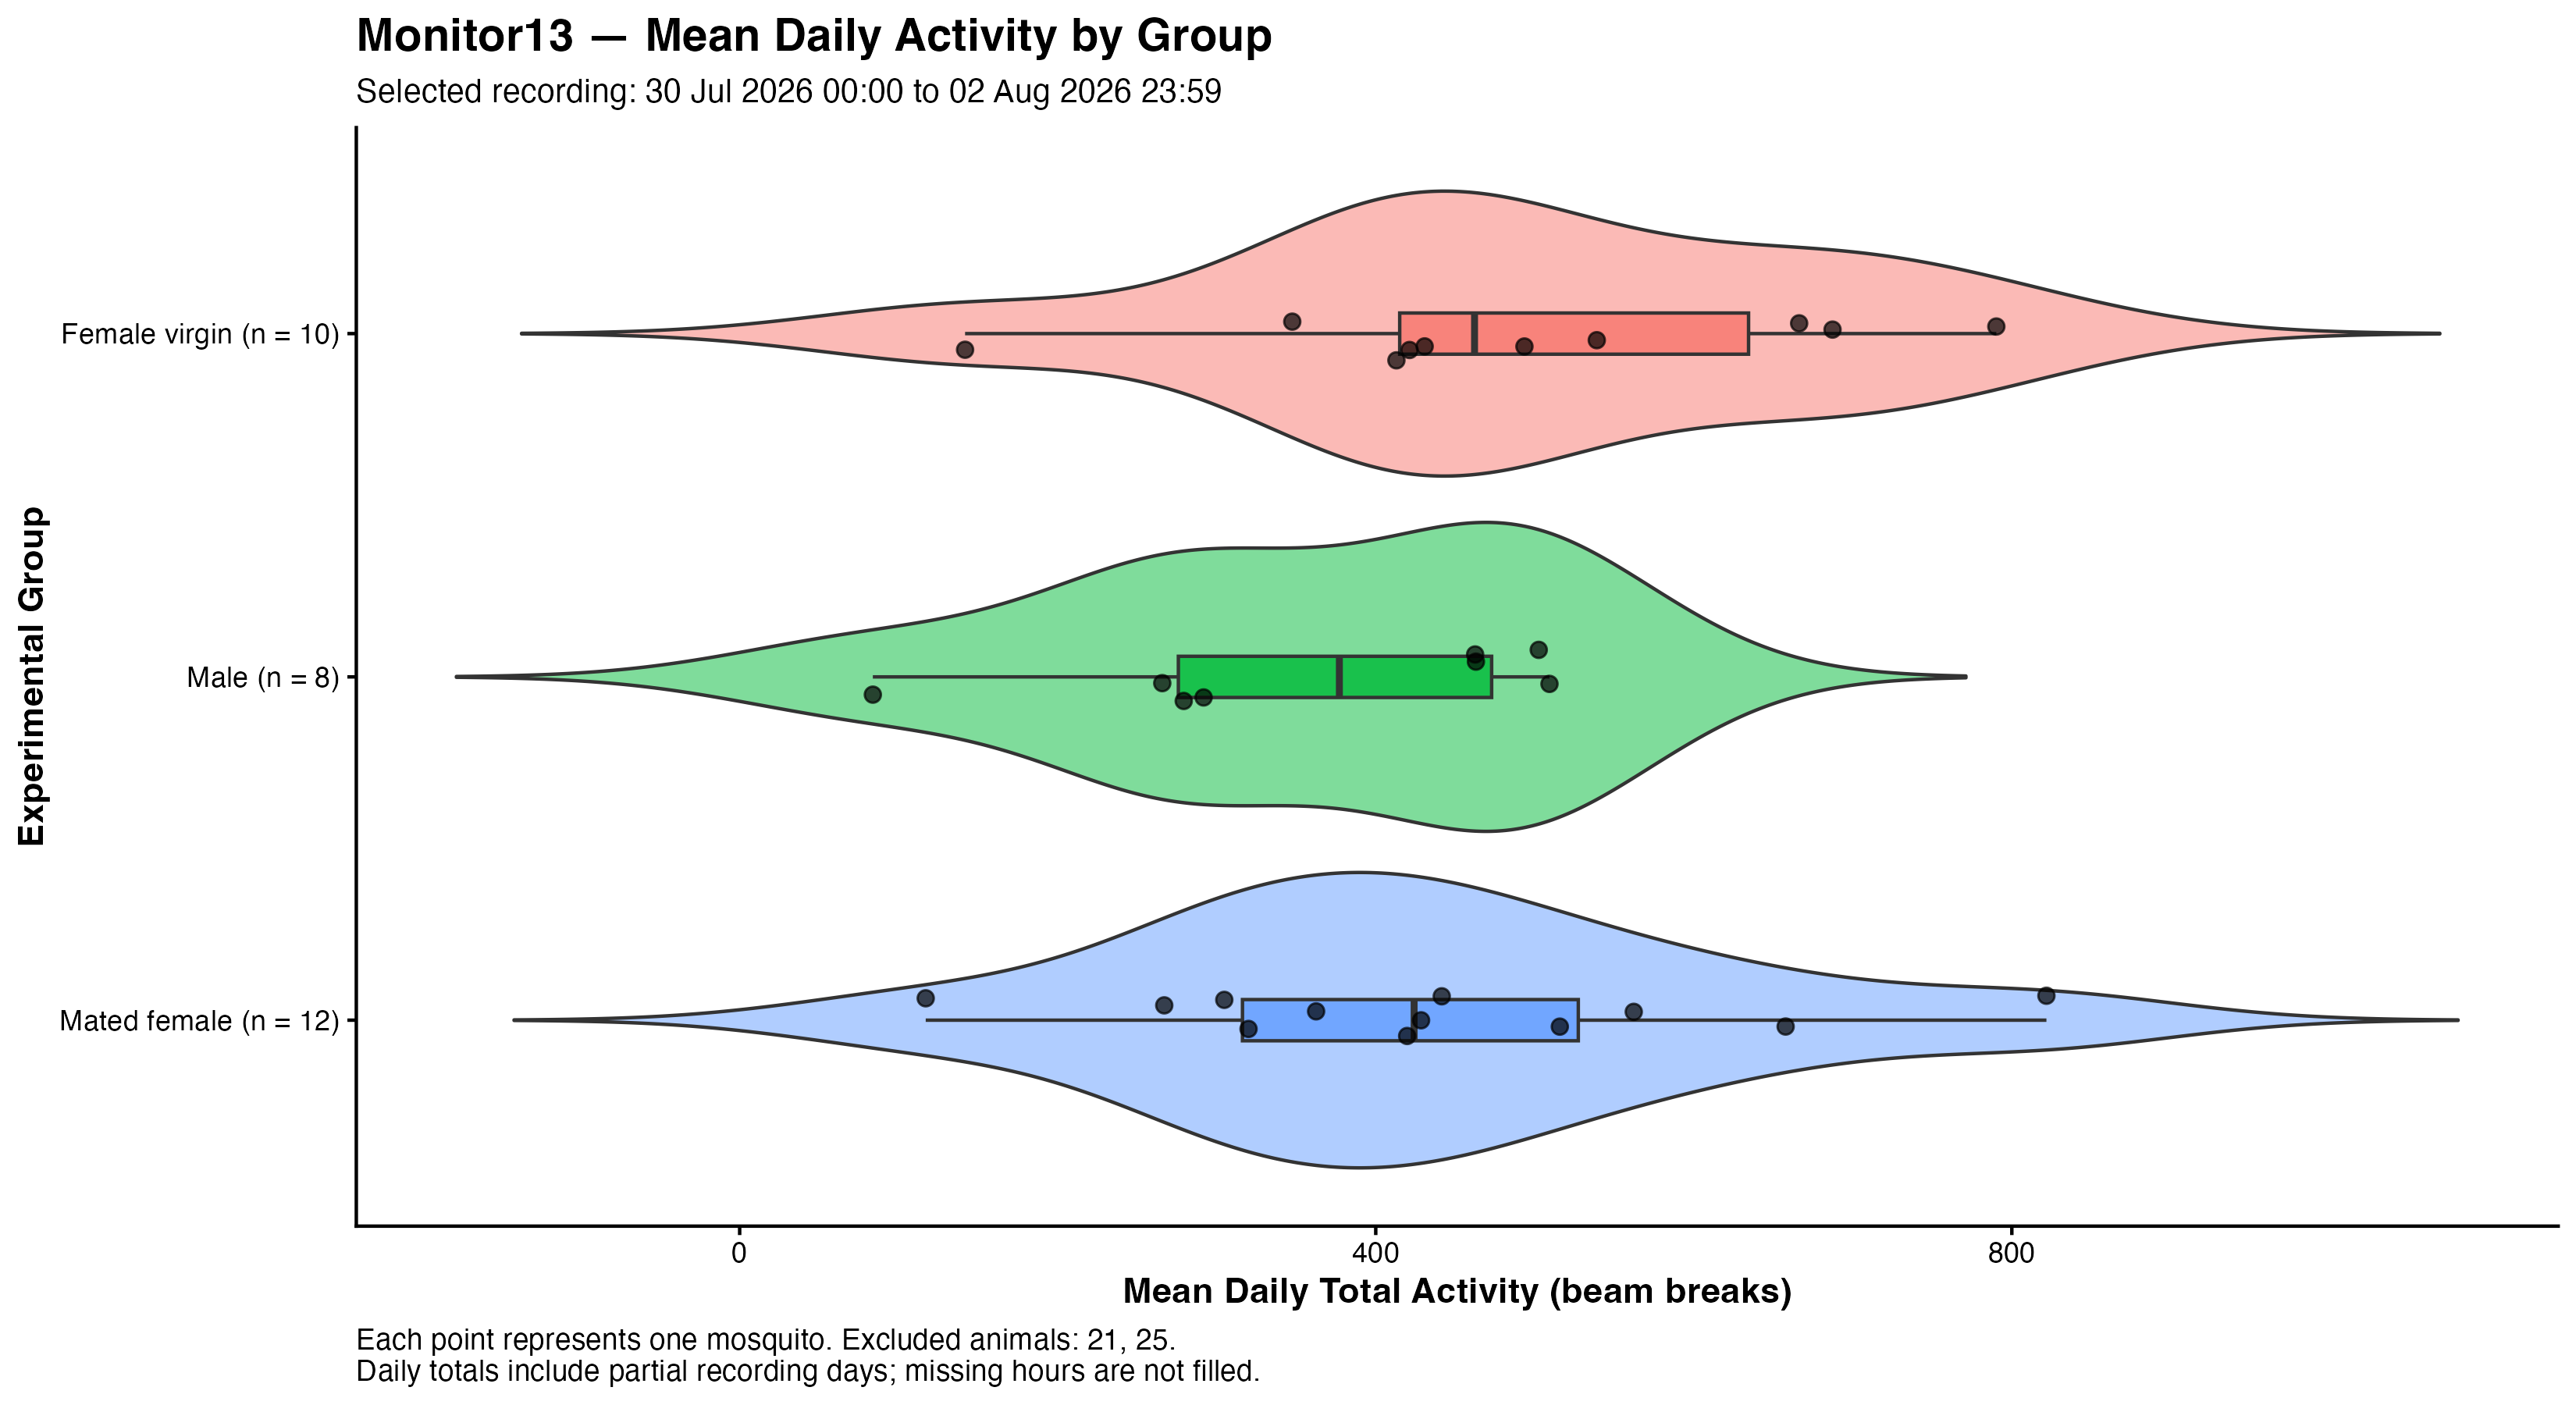 Monitor13 — Mean Daily Activity by Group
Selected recording: 30 Jul 2026 00:00 to 02 Aug 2026 23:59
Experimental Group
Female virgin (n = 10)
Male (n = 8)
Mated female (n = 12)
0 400 800
Mean Daily Total Activity (beam breaks)
Each point represents one mosquito. Excluded animals: 21, 25.
Daily totals include partial recording days; missing hours are not filled.